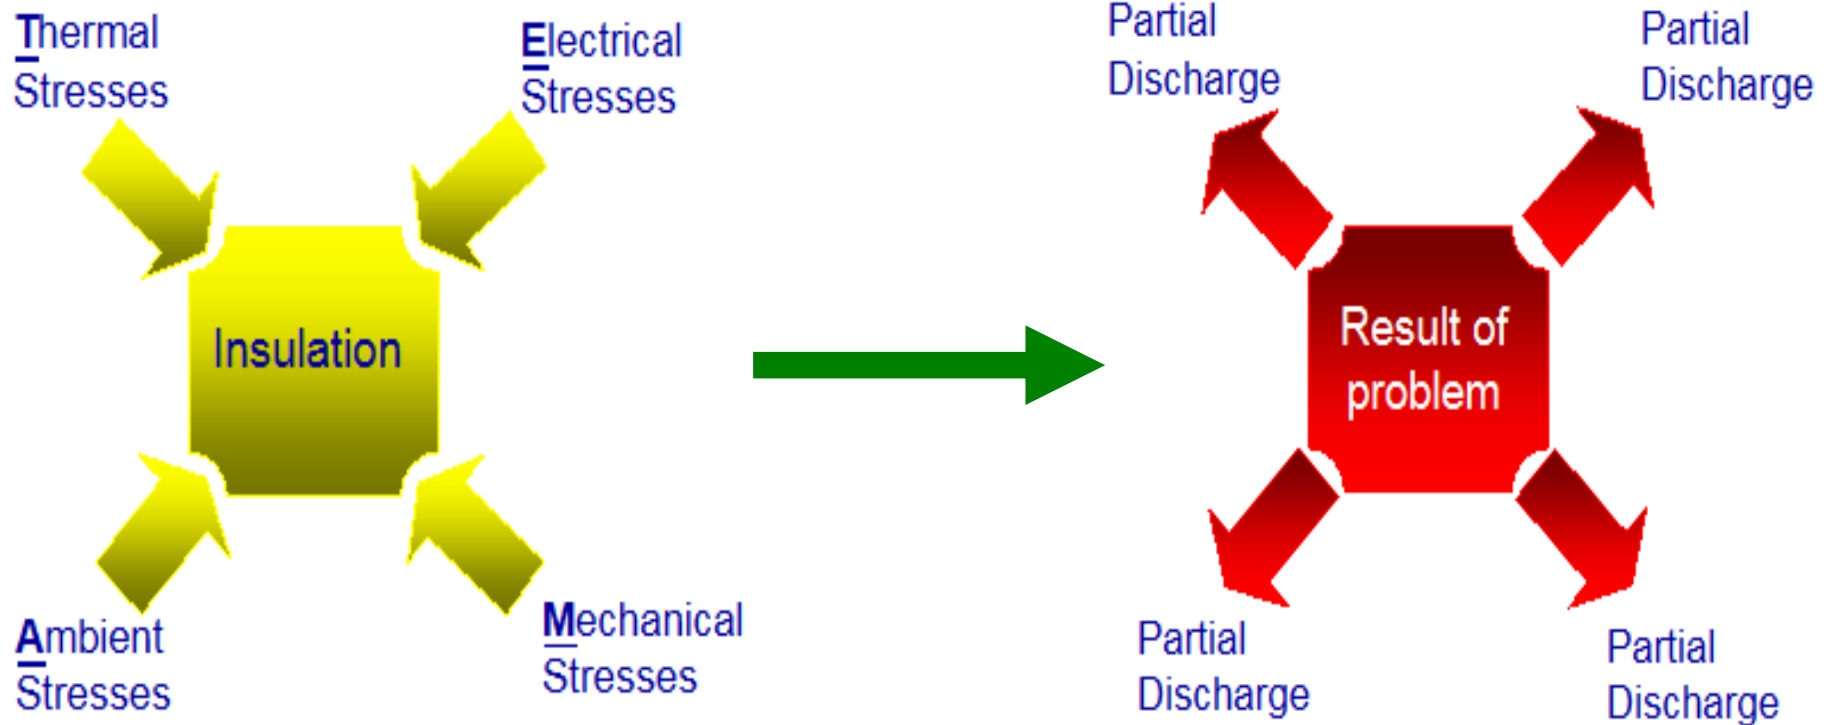 Thermal
Stresses
Electrical
Stresses
Insulation
Ambient
Stresses
Mechanical
Stresses
Partial
Discharge
Partial
Discharge
Result of
problem
Partial
Discharge
Partial
Discharge